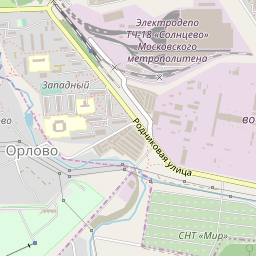 Электродепо
ТЧ-18 «Солнцево»
Московского
метрополитена
Западный
Родниковая улица
Орлово
СНТ «Мир»